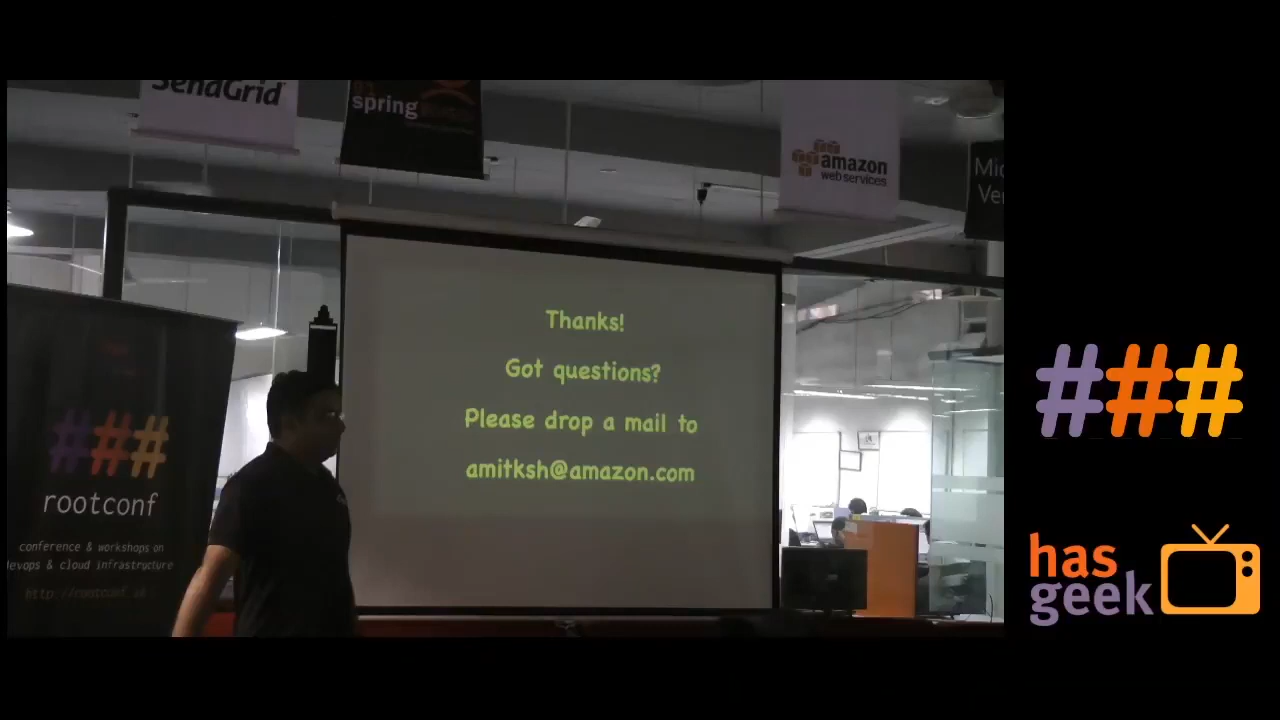 SendGrid
spring
amazon
web services
Thanks!
Got questions?
Please drop a mail to
amitksh@amazon.com
###
rootconf
conference & workshops on
devops & cloud infrastructure
###
has
geek